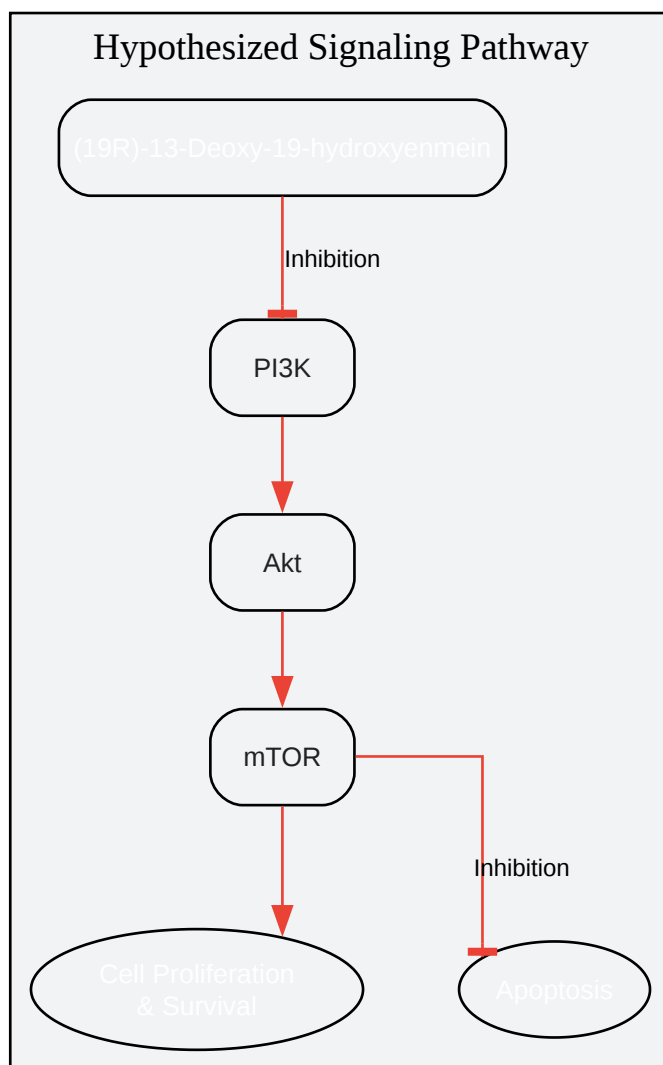 Hypothesized Signaling Pathway
(19R)-13-Deoxy-19-hydroxyenmein
Inhibition
PI3K
Akt
mTOR
Inhibition
Cell Proliferation
& Survival
Apoptosis